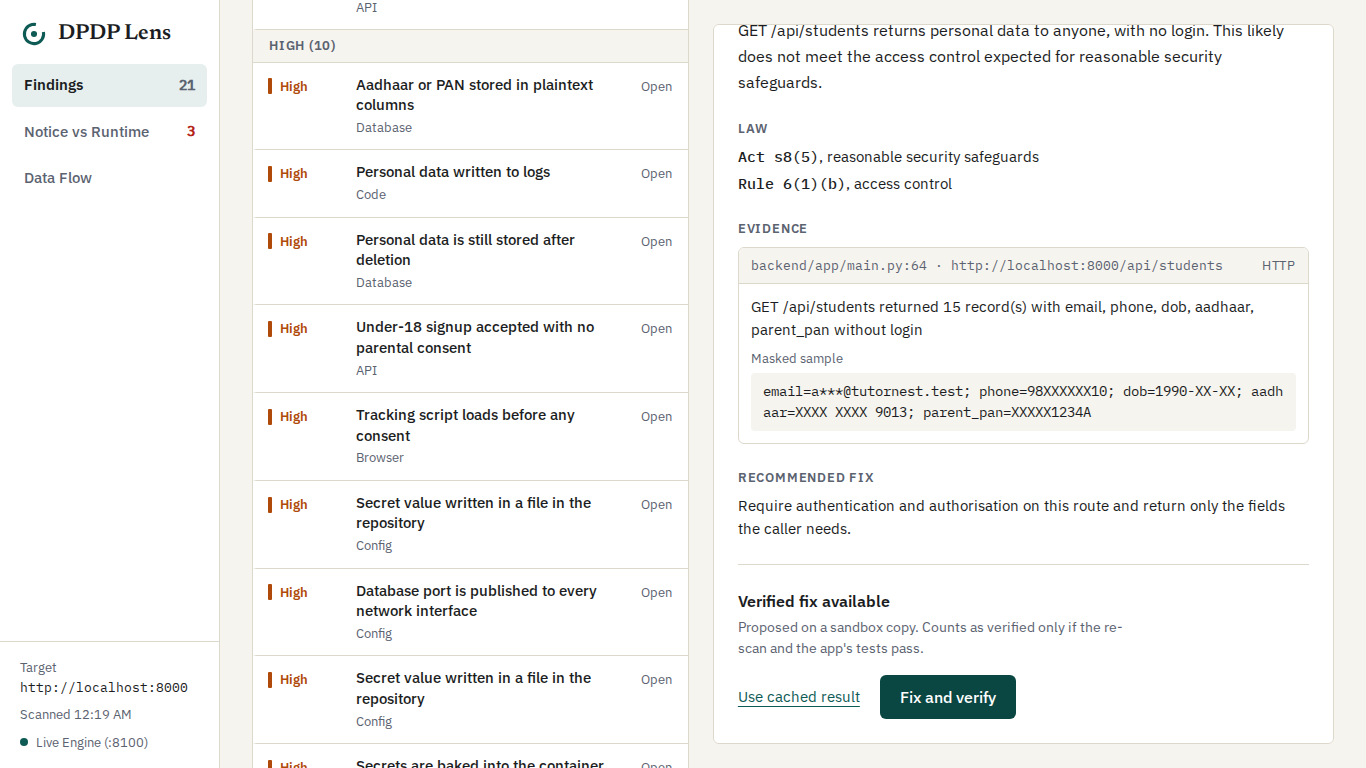 DPDP Lens
Findings 21
Notice vs Runtime 3
Data Flow
Target
http://localhost:8000
Scanned 12:19 AM
Live Engine (:8100)
API
HIGH (10)
High Aadhaar or PAN stored in plaintext Open
columns
Database
High Personal data written to logs Open
Code
High Personal data is still stored after Open
deletion
Database
High Under-18 signup accepted with no Open
parental consent
API
High Tracking script loads before any Open
consent
Browser
High Secret value written in a file in the Open
repository
Config
High Database port is published to every Open
network interface
Config
High Secret value written in a file in the Open
repository
Config
High Secrets are baked into the container Open
GET /api/students returns personal data to anyone, with no login. This likely
does not meet the access control expected for reasonable security
safeguards.
LAW
Act s8(5), reasonable security safeguards
Rule 6(1)(b), access control
EVIDENCE
backend/app/main.py:64 · http://localhost:8000/api/students HTTP
GET /api/students returned 15 record(s) with email, phone, dob, aadhaar,
parent_pan without login
Masked sample
email=a***@tutornest.test; phone=98XXXXXX10; dob=1990-XX-XX; aadh
aar=XXXX XXXX 9013; parent_pan=XXXXX1234A
RECOMMENDED FIX
Require authentication and authorisation on this route and return only the fields
the caller needs.
Verified fix available
Proposed on a sandbox copy. Counts as verified only if the re-
scan and the app's tests pass.
Use cached result Fix and verify